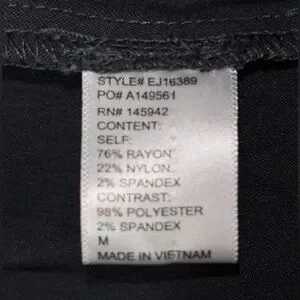 STYLE# EJ16389
PO# A149561
RN# 145942
CONTENT:
SELF:
76% RAYON
22% NYLON
2% SPANDEX
CONTRAST:
98% POLYESTER
2% SPANDEX
M
MADE IN VIETNAM